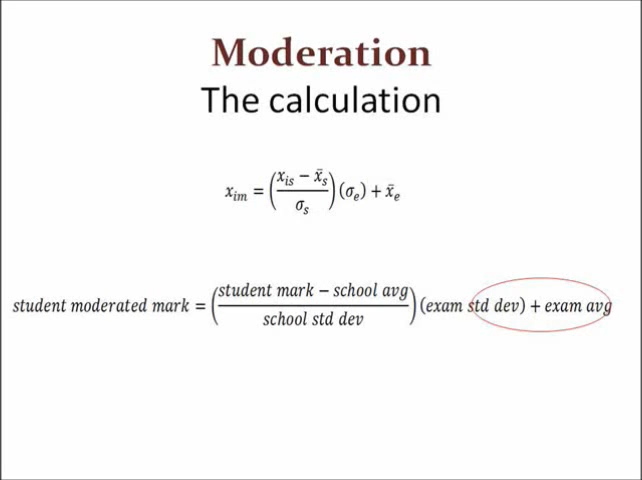 Moderation
The calculation
x_im = ((x_is − x̄_s) / σ_s) (σ_e) + x̄_e
student moderated mark = ((student mark − school avg) / (school std dev)) (exam std dev) + exam avg